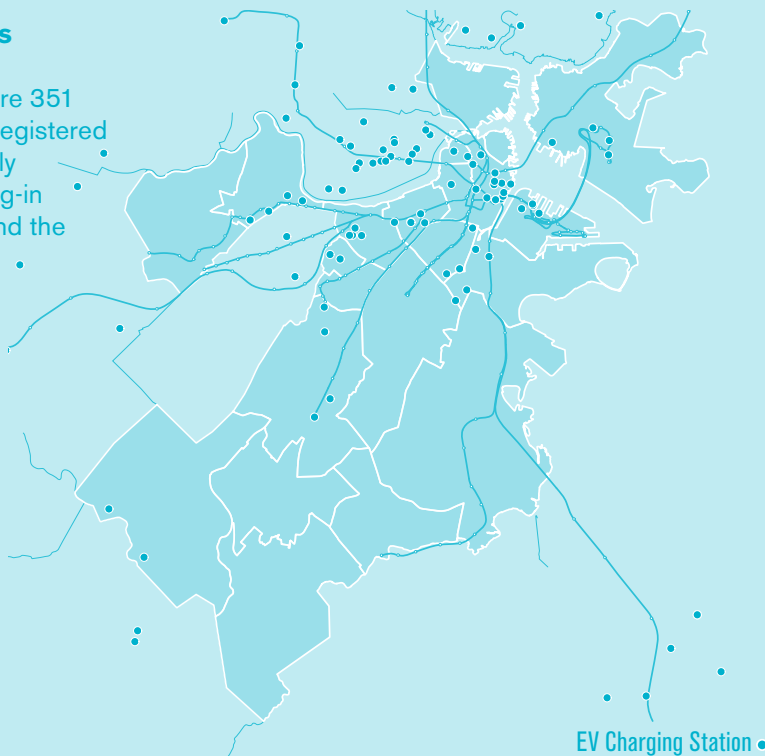 s
re 351
egistered
ly
g-in
nd the
EV Charging Station